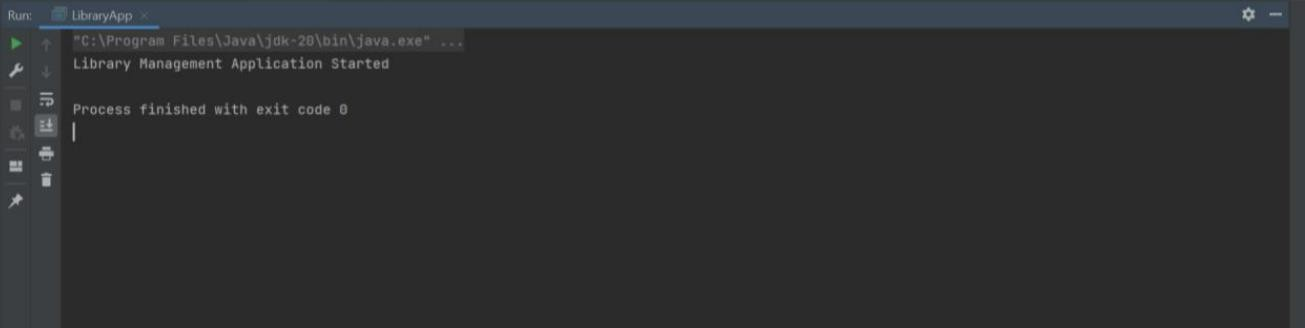 Run: LibraryApp
"C:\Program Files\Java\jdk-20\bin\java.exe" ...
Library Management Application Started
Process finished with exit code 0